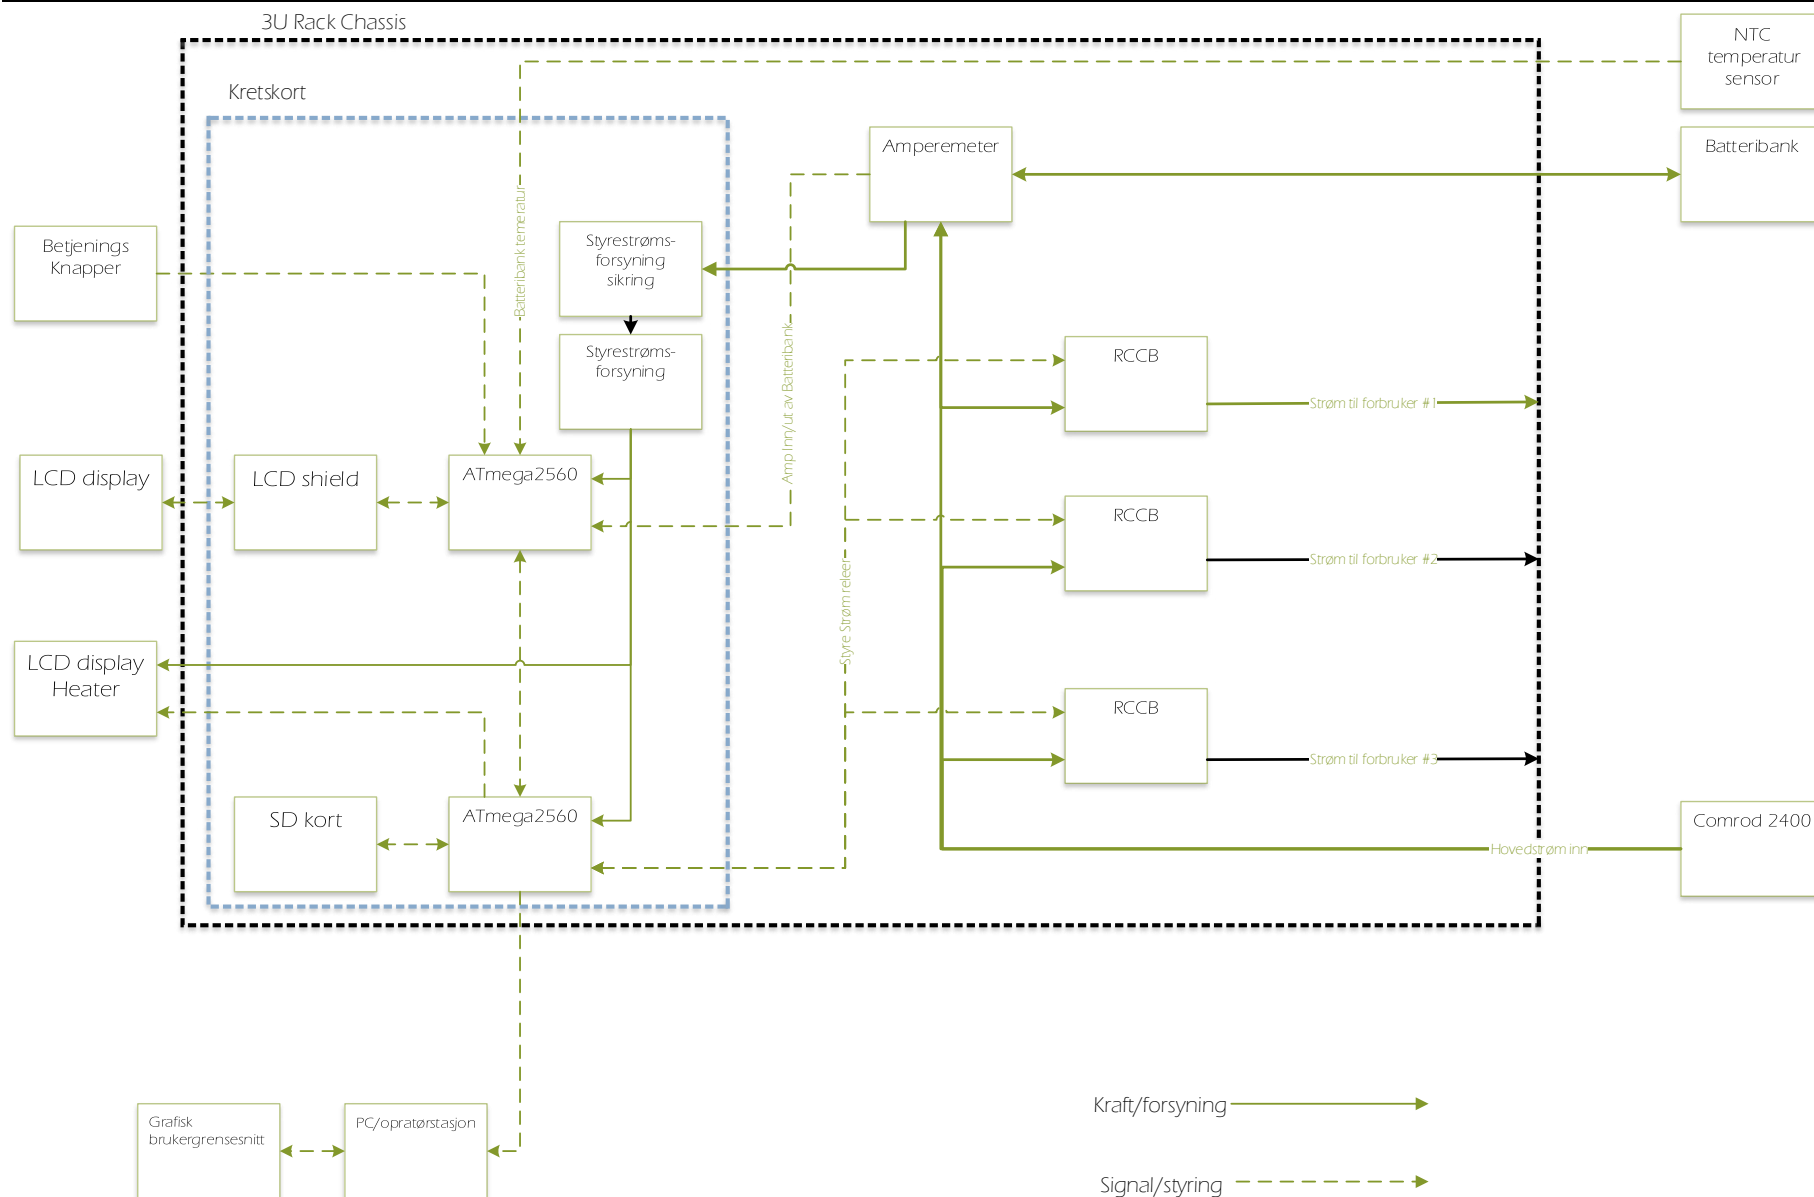 3U Rack Chassis
NTC
temperatur
sensor
Kretskort
Amperemeter
Batteribank
Betjenings
Knapper
Batteribank temeratur
Styrestrøms-
forsyning
sikring
Styrestrøms-
forsyning
Amp Inn/ut av Batteribank
RCCB
Strøm til forbruker #1
LCD display
LCD shield
ATmega2560
RCCB
Strøm til forbruker #2
Styre Strøm releer
LCD display
Heater
RCCB
Strøm til forbruker #3
SD kort
ATmega2560
Comrod 2400
Hovedstrøm inn
Grafisk
brukergrensesnitt
PC/opratørstasjon
Kraft/forsyning
Signal/styring